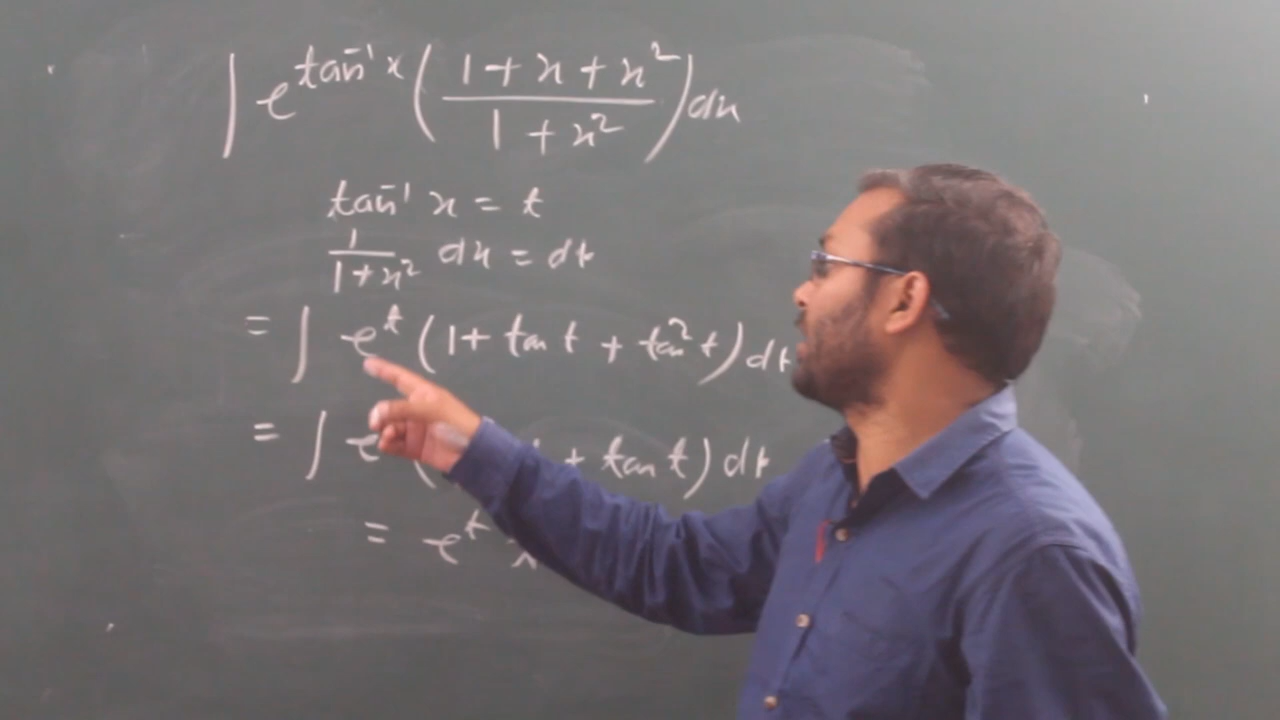 ∫ e^{tan⁻¹ x} ( (1 + x + x²) / (1 + x²) ) dx
tan⁻¹ x = t
1 / (1 + x²) dx = dt
= ∫ e^t (1 + tan t + tan² t) dt
= ∫ e ( t + tan t) dt
= e^t